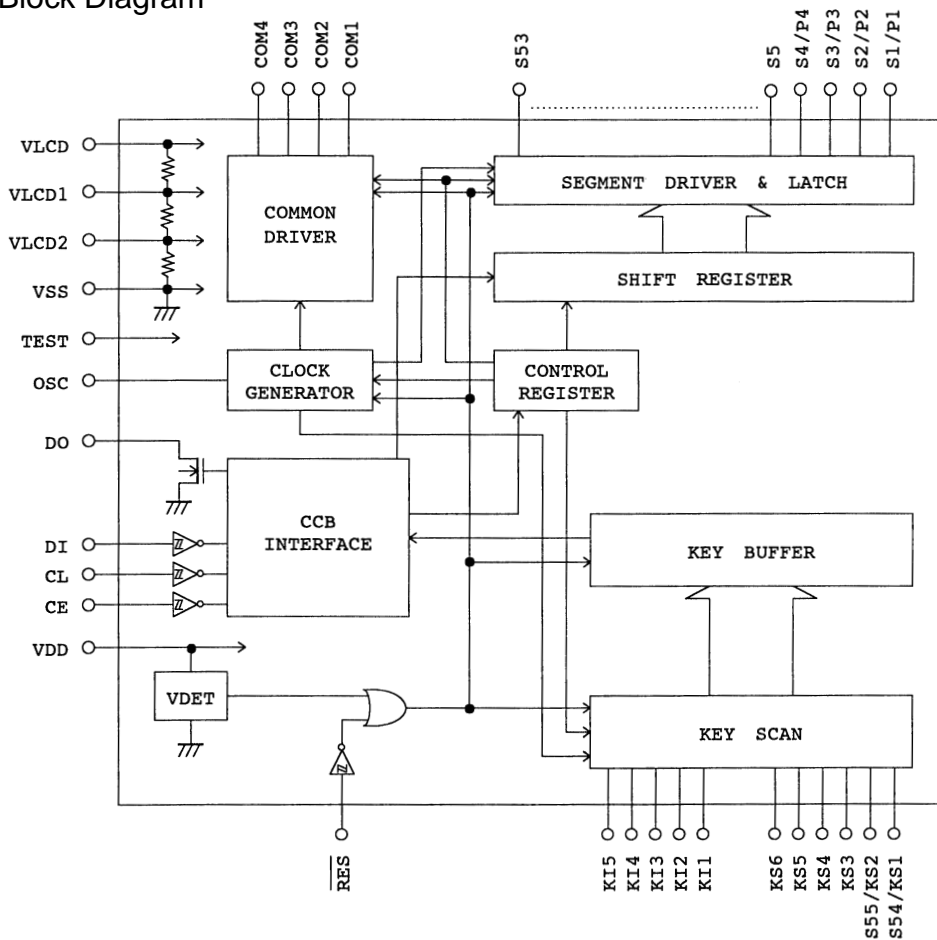 Block Diagram
COM4
COM3
COM2
COM1
S53
S5
S4/P4
S3/P3
S2/P2
S1/P1
VLCD
VLCD1
VLCD2
VSS
TEST
OSC
DO
DI
CL
CE
VDD
COMMON
DRIVER
SEGMENT DRIVER & LATCH
SHIFT REGISTER
CLOCK
GENERATOR
CONTROL
REGISTER
CCB
INTERFACE
KEY BUFFER
VDET
KEY SCAN
RES
KI5
KI4
KI3
KI2
KI1
KS6
KS5
KS4
KS3
S55/KS2
S54/KS1